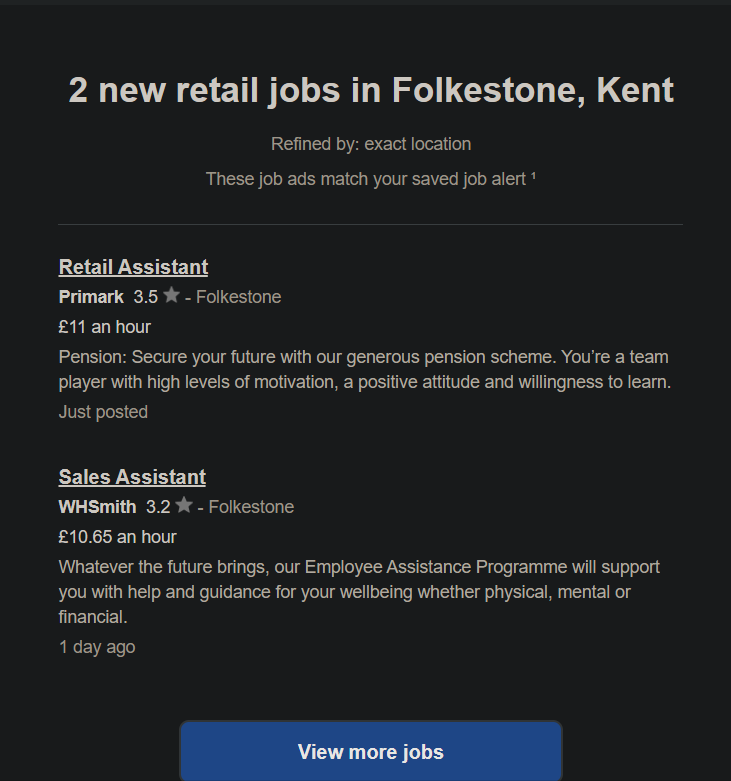 2 new retail jobs in Folkestone, Kent
Refined by: exact location
These job ads match your saved job alert ¹
Retail Assistant
Primark 3.5 ★ - Folkestone
£11 an hour
Pension: Secure your future with our generous pension scheme. You’re a team
player with high levels of motivation, a positive attitude and willingness to learn.
Just posted
Sales Assistant
WHSmith 3.2 ★ - Folkestone
£10.65 an hour
Whatever the future brings, our Employee Assistance Programme will support
you with help and guidance for your wellbeing whether physical, mental or
financial.
1 day ago
View more jobs